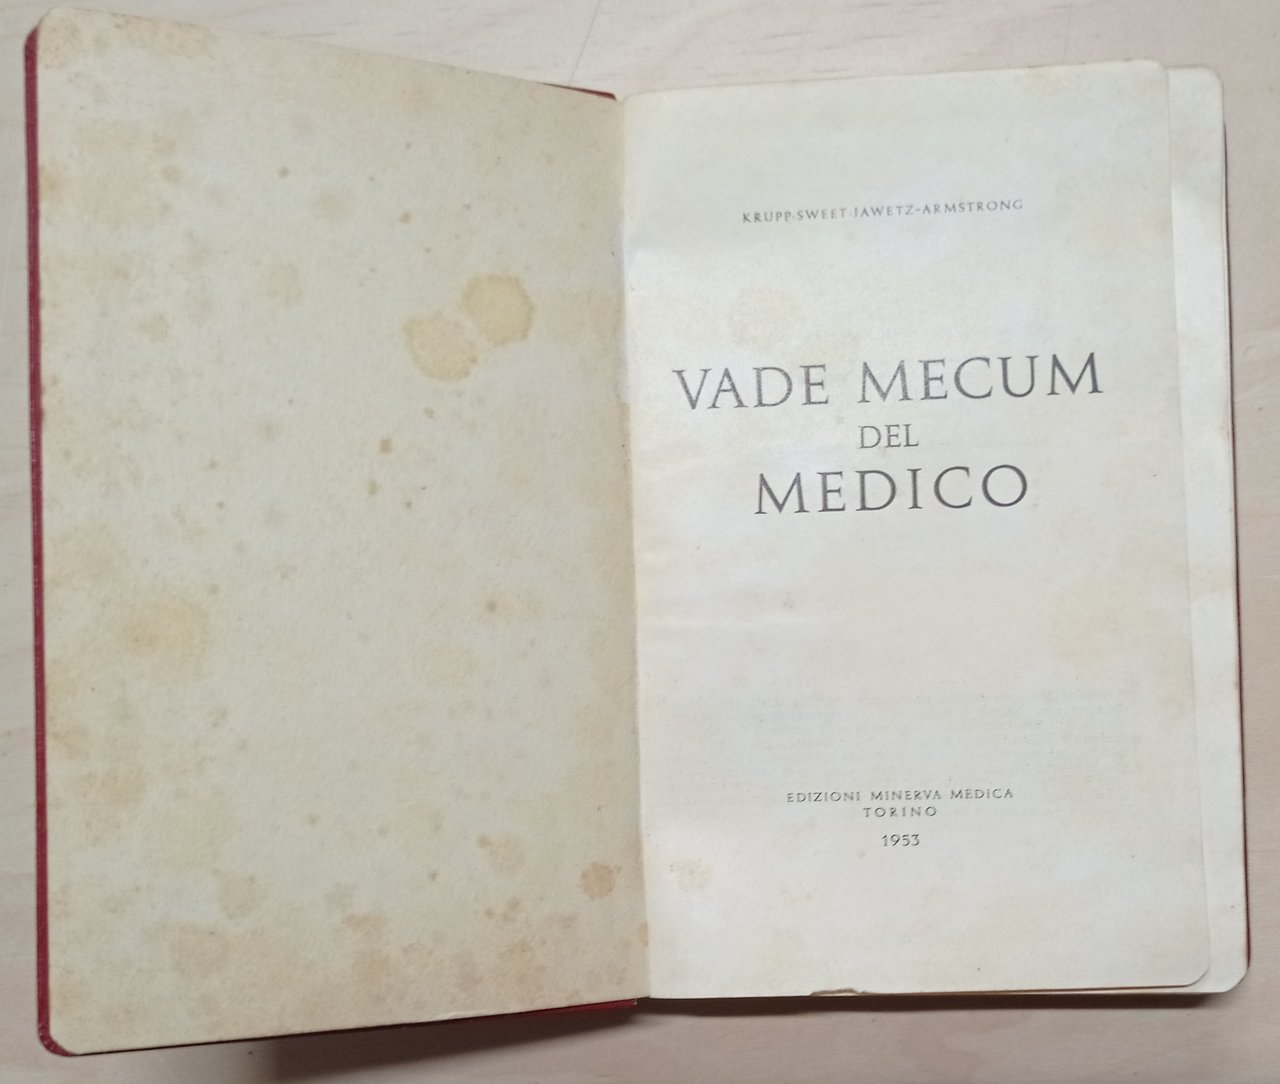 KRUPP-SWEET-JAWETZ-ARMSTRONG
VADE MECUM
DEL
MEDICO
EDIZIONI MINERVA MEDICA
TORINO
1953